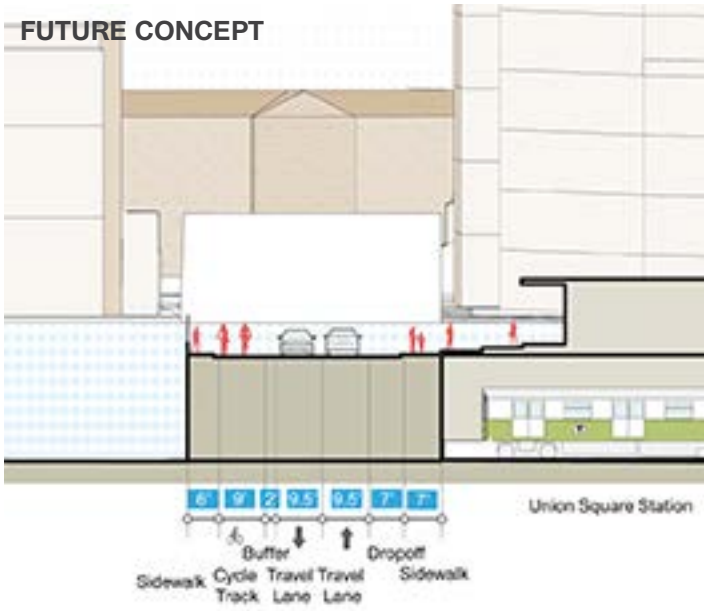 FUTURE CONCEPT
6' 9' 2' 9.5' 9.5' 7' 7'
Union Square Station
Buffer Dropoff
Sidewalk Cycle Travel Travel Sidewalk
Track Lane Lane